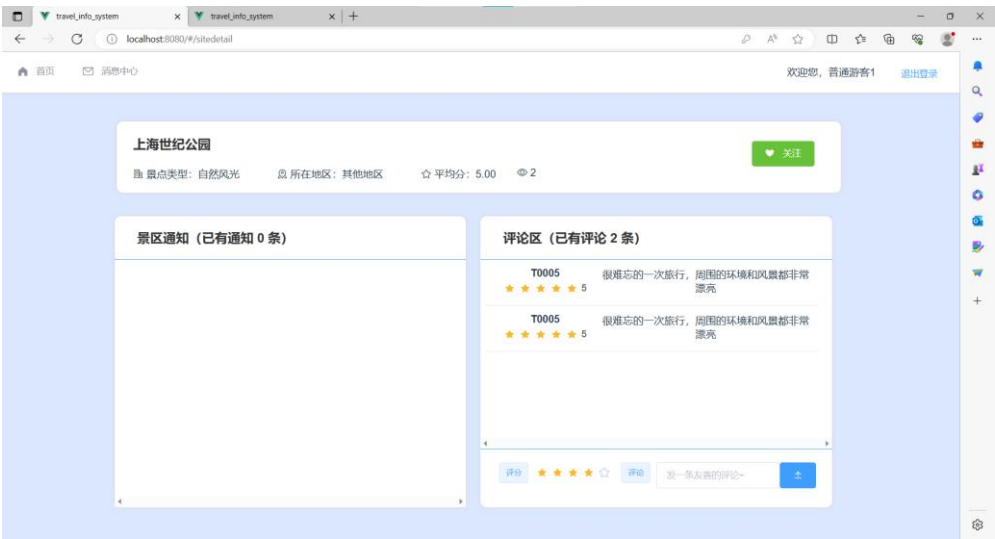 travel_info_system
travel_info_system
localhost:8080/#/sitedetail
首页
消息中心
欢迎您，普通游客1
退出登录
上海世纪公园
关注
景点类型：自然风光
所在地区：其他地区
平均分：5.00
2
景区通知（已有通知 0 条）
评论区（已有评论 2 条）
T0005
5
很难忘的一次旅行，周围的环境和风景都非常
漂亮
T0005
5
很难忘的一次旅行，周围的环境和风景都非常
漂亮
评分
评论
发一条友善的评论~